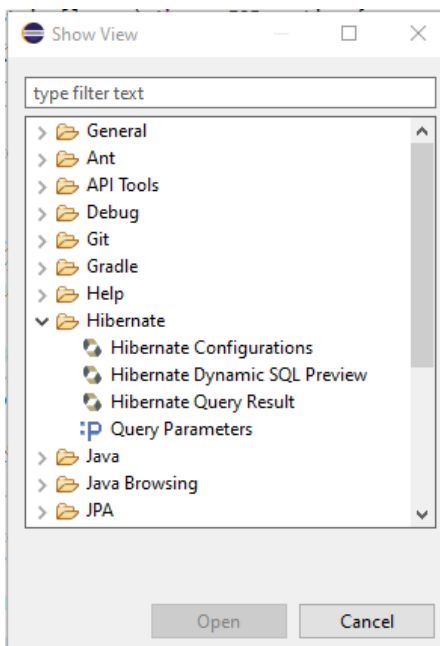 Show View
type filter text
General
Ant
API Tools
Debug
Git
Gradle
Help
Hibernate
Hibernate Configurations
Hibernate Dynamic SQL Preview
Hibernate Query Result
:P Query Parameters
Java
Java Browsing
JPA
Open
Cancel